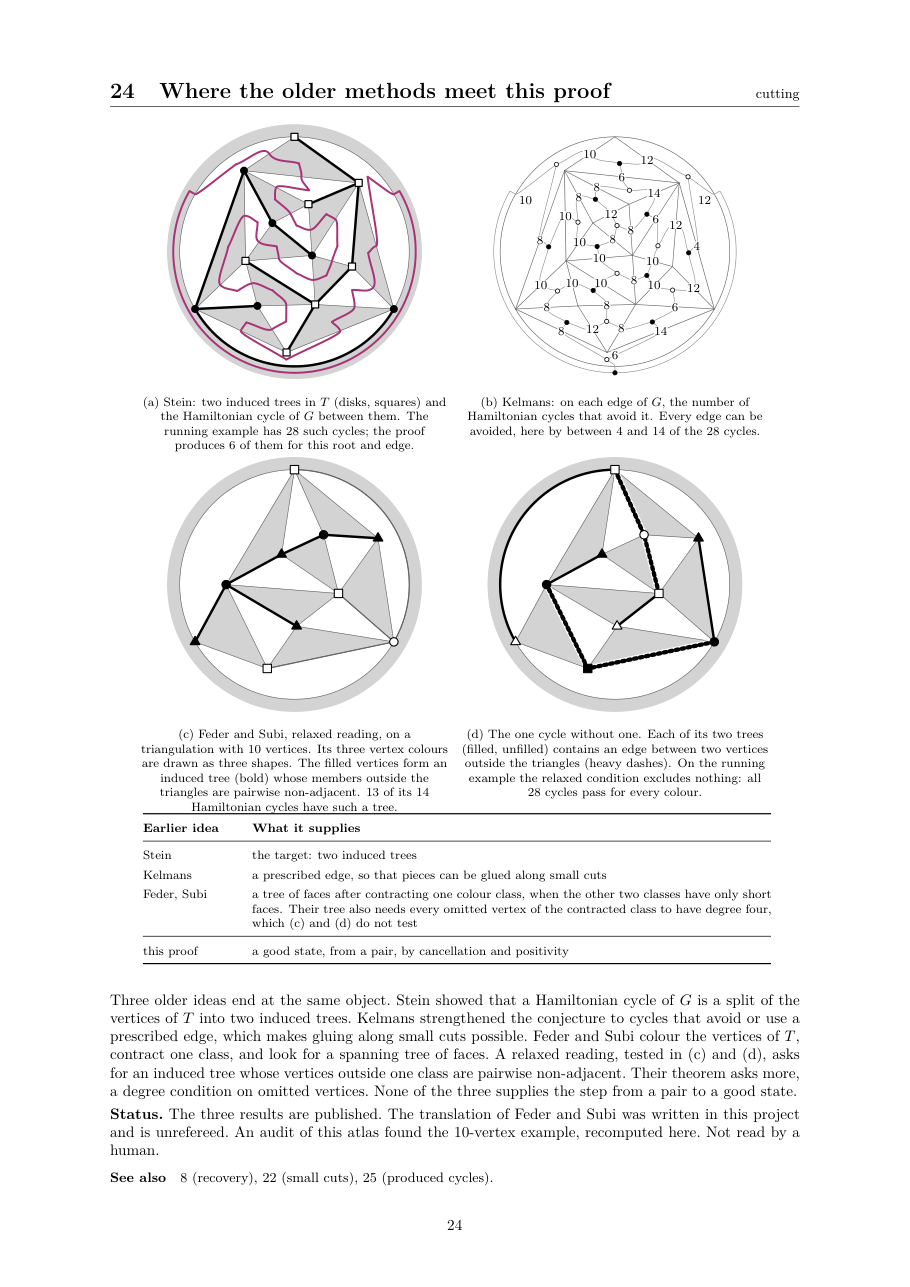 24 Where the older methods meet this proof cutting
10
12
6
8
14
8
10
12
10
12
6
12
8
8
10
8
4
10
10
10
10
10
8
10
12
8
8
6
8
12
8
14
6
(a) Stein: two induced trees in T (disks, squares) and
the Hamiltonian cycle of G between them. The
running example has 28 such cycles; the proof
produces 6 of them for this root and edge.
(b) Kelmans: on each edge of G, the number of
Hamiltonian cycles that avoid it. Every edge can be
avoided, here by between 4 and 14 of the 28 cycles.
(c) Feder and Subi, relaxed reading, on a
triangulation with 10 vertices. Its three vertex colours
are drawn as three shapes. The filled vertices form an
induced tree (bold) whose members outside the
triangles are pairwise non-adjacent. 13 of its 14
Hamiltonian cycles have such a tree.
(d) The one cycle without one. Each of its two trees
(filled, unfilled) contains an edge between two vertices
outside the triangles (heavy dashes). On the running
example the relaxed condition excludes nothing: all
28 cycles pass for every colour.
Earlier idea What it supplies
Stein the target: two induced trees
Kelmans a prescribed edge, so that pieces can be glued along small cuts
Feder, Subi a tree of faces after contracting one colour class, when the other two classes have only short
faces. Their tree also needs every omitted vertex of the contracted class to have degree four,
which (c) and (d) do not test
this proof a good state, from a pair, by cancellation and positivity
Three older ideas end at the same object. Stein showed that a Hamiltonian cycle of G is a split of the
vertices of T into two induced trees. Kelmans strengthened the conjecture to cycles that avoid or use a
prescribed edge, which makes gluing along small cuts possible. Feder and Subi colour the vertices of T,
contract one class, and look for a spanning tree of faces. A relaxed reading, tested in (c) and (d), asks
for an induced tree whose vertices outside one class are pairwise non-adjacent. Their theorem asks more,
a degree condition on omitted vertices. None of the three supplies the step from a pair to a good state.
Status. The three results are published. The translation of Feder and Subi was written in this project
and is unrefereed. An audit of this atlas found the 10-vertex example, recomputed here. Not read by a
human.
See also 8 (recovery), 22 (small cuts), 25 (produced cycles).
24